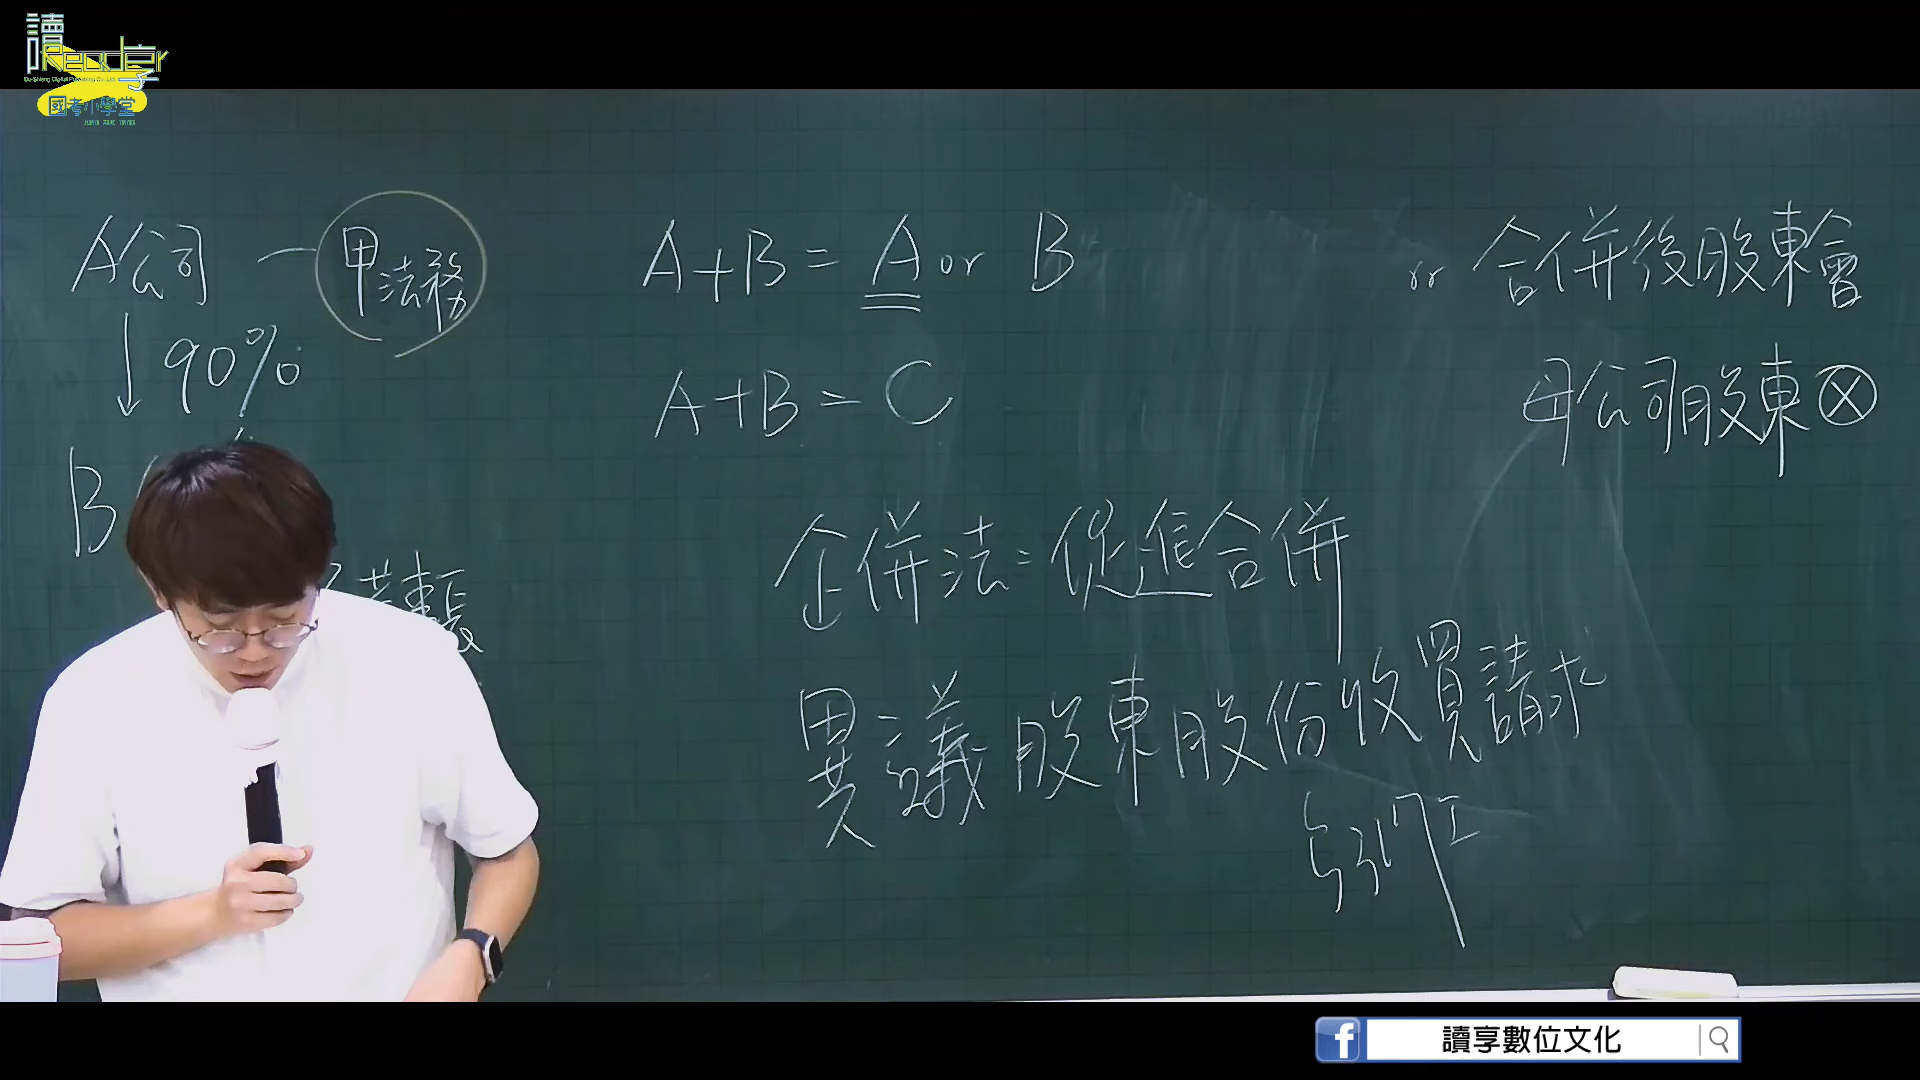 讀
Reader
享
國考小學堂
A公司 — 甲法務
↓ 90%
B
A+B = A or B
A+B = C
or 合併後股東會
母公司股東 ⊗
企併法：促進合併
異議股東股份收買請求
讀享數位文化